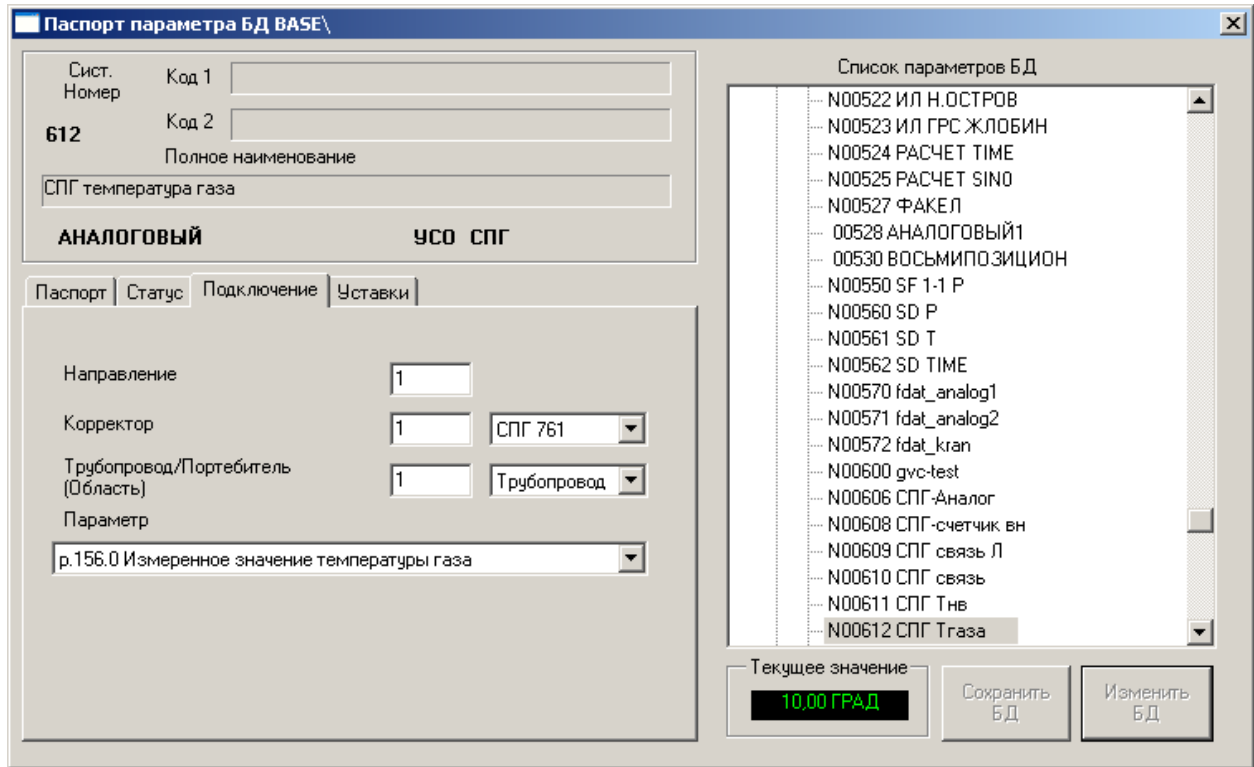 Паспорт параметра БД BASE\
Сист.
Номер
612
Код 1
Код 2
Полное наименование
СПГ температура газа
АНАЛОГОВЫЙ
УСО СПГ
Паспорт
Статус
Подключение
Уставки
Направление
1
Корректор
1
СПГ 761
Трубопровод/Портебитель
(Область)
1
Трубопровод
Параметр
р.156.0 Измеренное значение температуры газа
Список параметров БД
N00522 ИЛ Н.ОСТРОВ
N00523 ИЛ ГРС ЖЛОБИН
N00524 РАСЧЕТ TIME
N00525 РАСЧЕТ SIN0
N00527 ФАКЕЛ
00528 АНАЛОГОВЫЙ1
00530 ВОСЬМИПОЗИЦИОН
N00550 SF 1-1 P
N00560 SD P
N00561 SD T
N00562 SD TIME
N00570 fdat_analog1
N00571 fdat_analog2
N00572 fdat_kran
N00600 gvc-test
N00606 СПГ-Аналог
N00608 СПГ-счетчик вн
N00609 СПГ связь Л
N00610 СПГ связь
N00611 СПГ Тнв
N00612 СПГ Тгаза
Текущее значение
10,00 ГРАД
Сохранить
БД
Изменить
БД